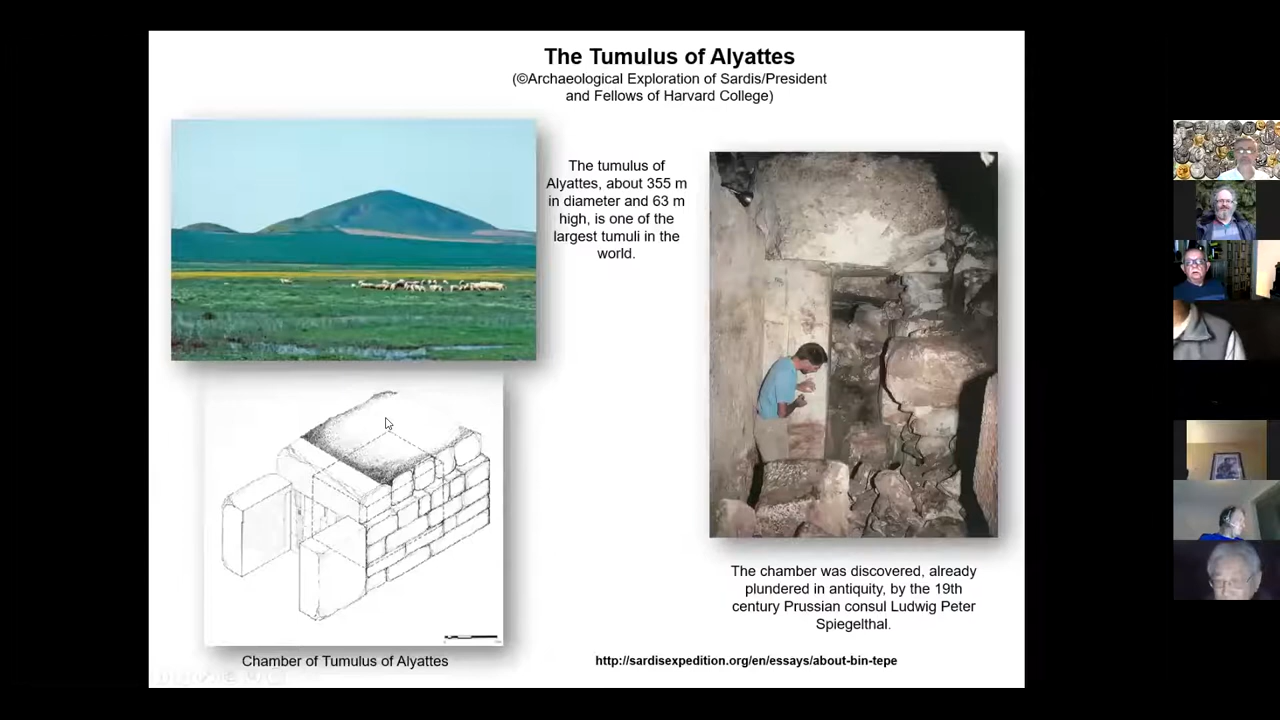 The Tumulus of Alyattes
(©Archaeological Exploration of Sardis/President
and Fellows of Harvard College)
The tumulus of
Alyattes, about 355 m
in diameter and 63 m
high, is one of the
largest tumuli in the
world.
The chamber was discovered, already
plundered in antiquity, by the 19th
century Prussian consul Ludwig Peter
Spiegelthal.
Chamber of Tumulus of Alyattes
http://sardisexpedition.org/en/essays/about-bin-tepe